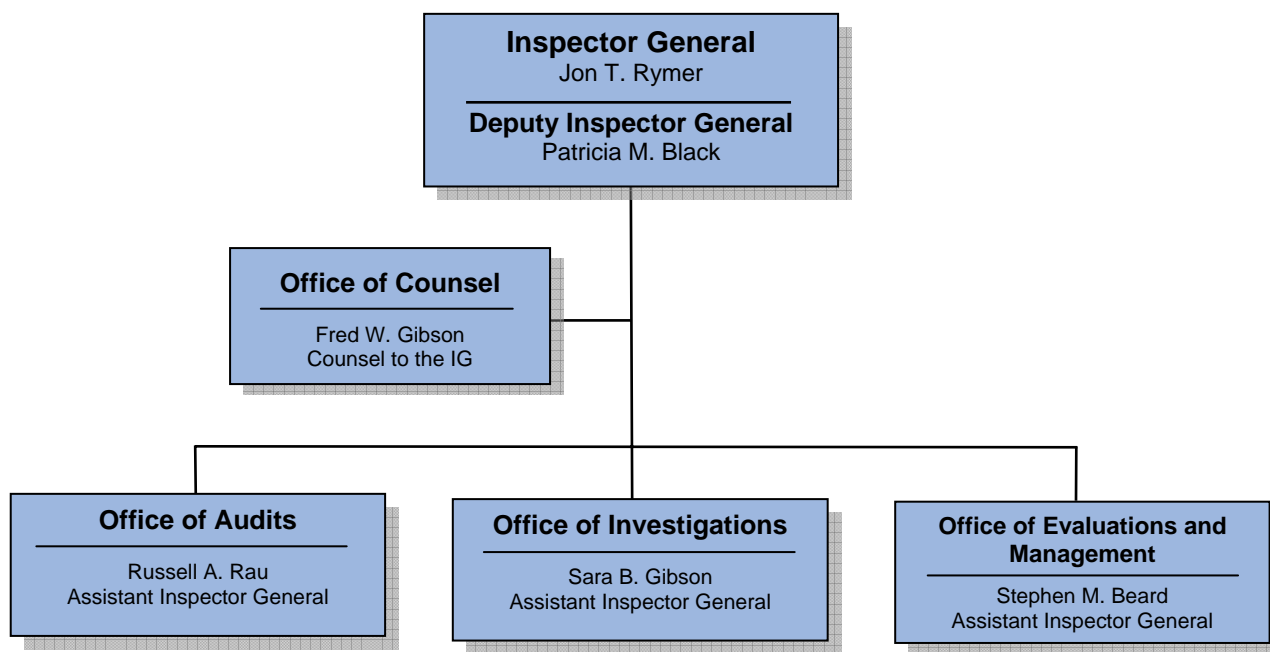 Inspector General
Jon T. Rymer
Deputy Inspector General
Patricia M. Black
Office of Counsel
Fred W. Gibson
Counsel to the IG
Office of Audits
Russell A. Rau
Assistant Inspector General
Office of Investigations
Sara B. Gibson
Assistant Inspector General
Office of Evaluations and
Management
Stephen M. Beard
Assistant Inspector General